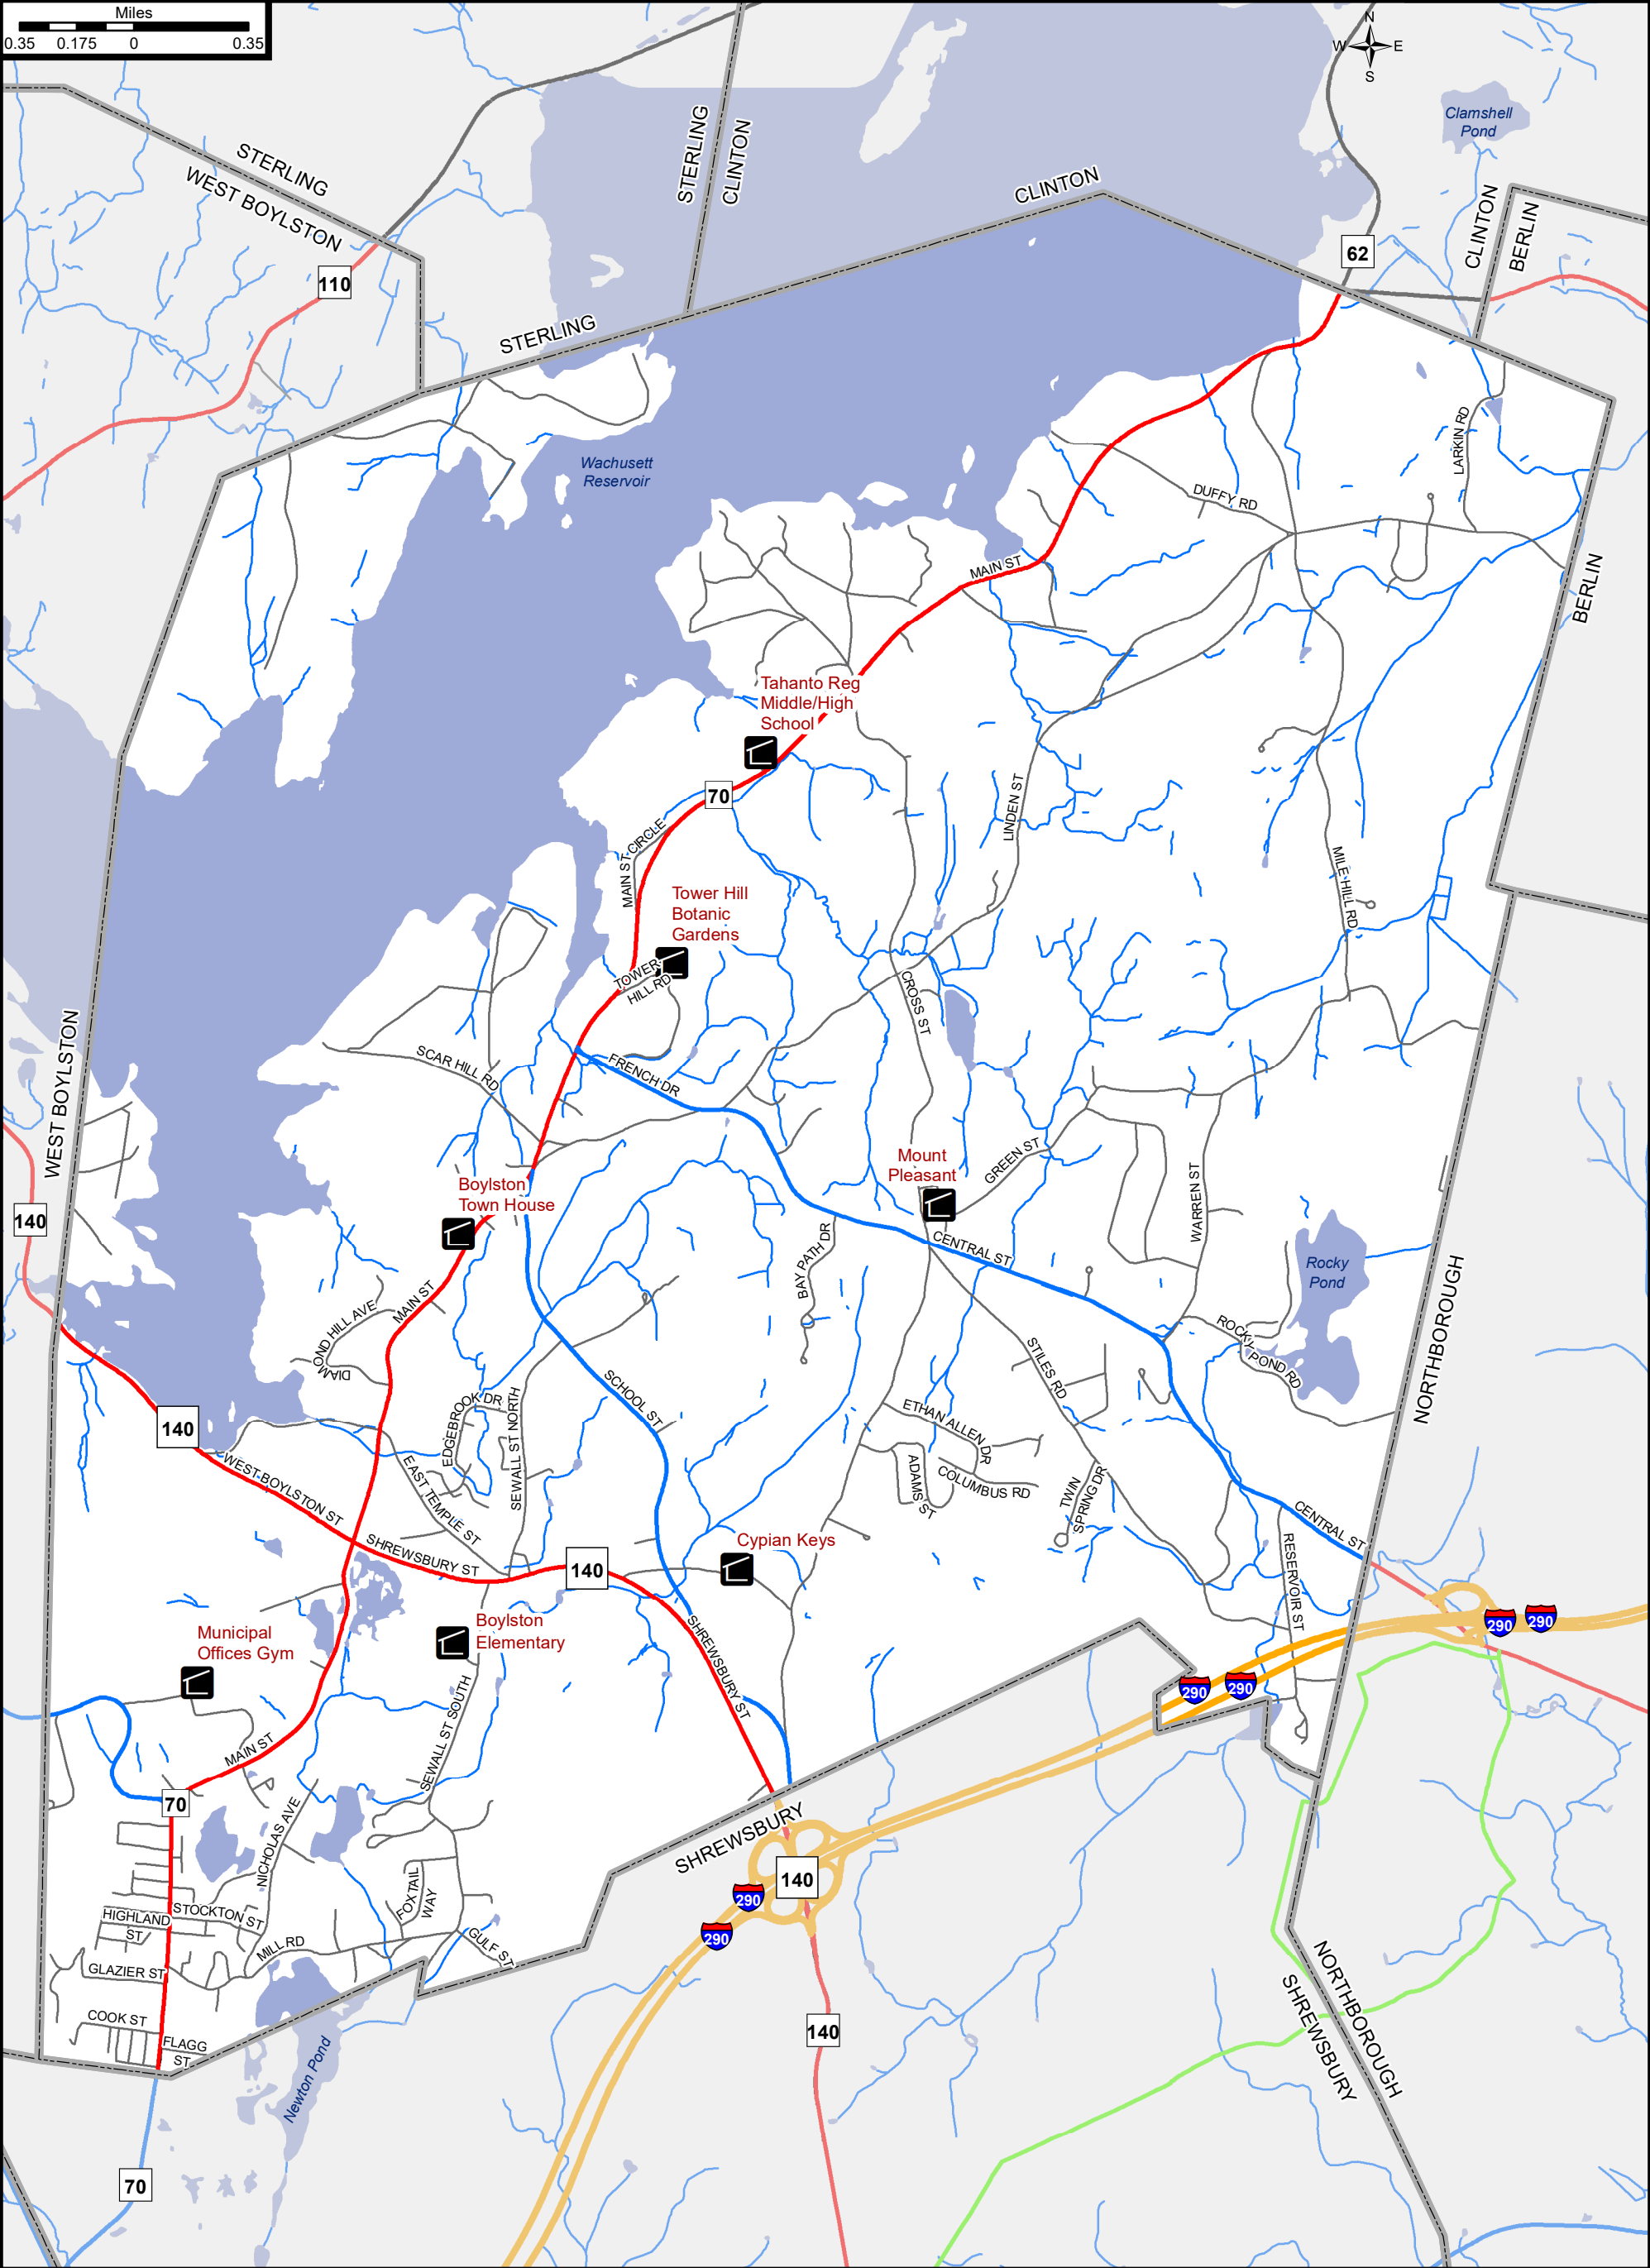 Miles
0.35 0.175 0 0.35
N
W E
S
Clamshell
Pond
STERLING
WEST BOYLSTON
STERLING
CLINTON
CLINTON
CLINTON
BERLIN
62
110
STERLING
Wachusett
Reservoir
LARKIN RD
DUFFY RD
MAIN ST
BERLIN
Tahanto Reg
Middle/High
School
70
MAIN ST CIRCLE
LINDEN ST
MILE HILL RD
Tower Hill
Botanic
Gardens
TOWER
HILL RD
CROSS ST
WEST BOYLSTON
SCAR HILL RD
FRENCH DR
Mount
Pleasant
GREEN ST
WARREN ST
Boylston
Town House
140
BAY PATH DR
CENTRAL ST
Rocky
Pond
NORTHBOROUGH
MAIN ST
DIAMOND HILL AVE
ROCKY POND RD
STILES RD
SCHOOL ST
EDGEBROOK DR
SEWALL ST NORTH
ETHAN ALLEN DR
140
WEST BOYLSTON ST
EAST TEMPLE ST
ADAMS ST
COLUMBUS RD
TWIN
SPRING DR
CENTRAL ST
SHREWSBURY ST
140
Cypian Keys
RESERVOIR ST
Boylston
Elementary
SHREWSBURY ST
290
290
Municipal
Offices Gym
290
290
SEWALL ST SOUTH
MAIN ST
70
NICHOLAS AVE
SHREWSBURY
140
290
290
FOXTAIL
WAY
STOCKTON ST
HIGHLAND
ST
MILL RD
GULF ST
GLAZIER ST
COOK ST
FLAGG
ST
Newton Pond
140
NORTHBOROUGH
SHREWSBURY
70